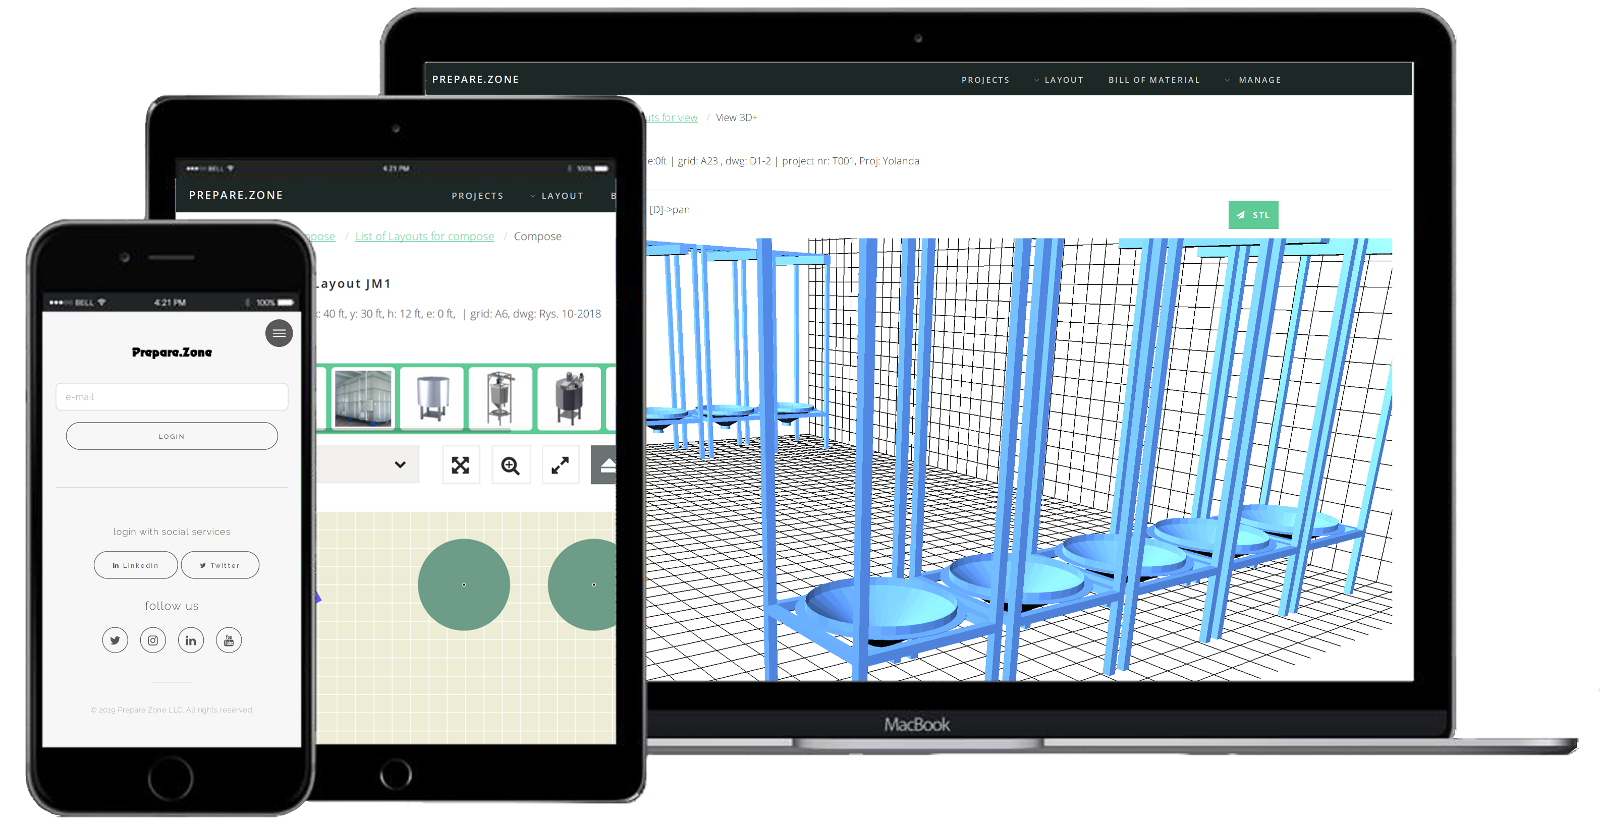 PREPARE.ZONE
PROJECTS LAYOUT BILL OF MATERIAL MANAGE
uts for view / View 3D+
e:0ft | grid: A23 , dwg: D1-2 | project nr: T001, Proj: Yolanda
[D]->pan
STL
MacBook
BELL 4:21 PM 100%
PREPARE.ZONE
PROJECTS LAYOUT B
npose / List of Layouts for compose / Compose
Layout JM1
x: 40 ft, y: 30 ft, h: 12 ft, e: 0 ft, | grid: A6, dwg: Rys. 10-2018
BELL 4:21 PM 100%
Prepare.Zone
e-mail
LOGIN
login with social services
in LinkedIn Twitter
follow us
in You Tube
© 2019 Prepare Zone LLC. All rights reserved